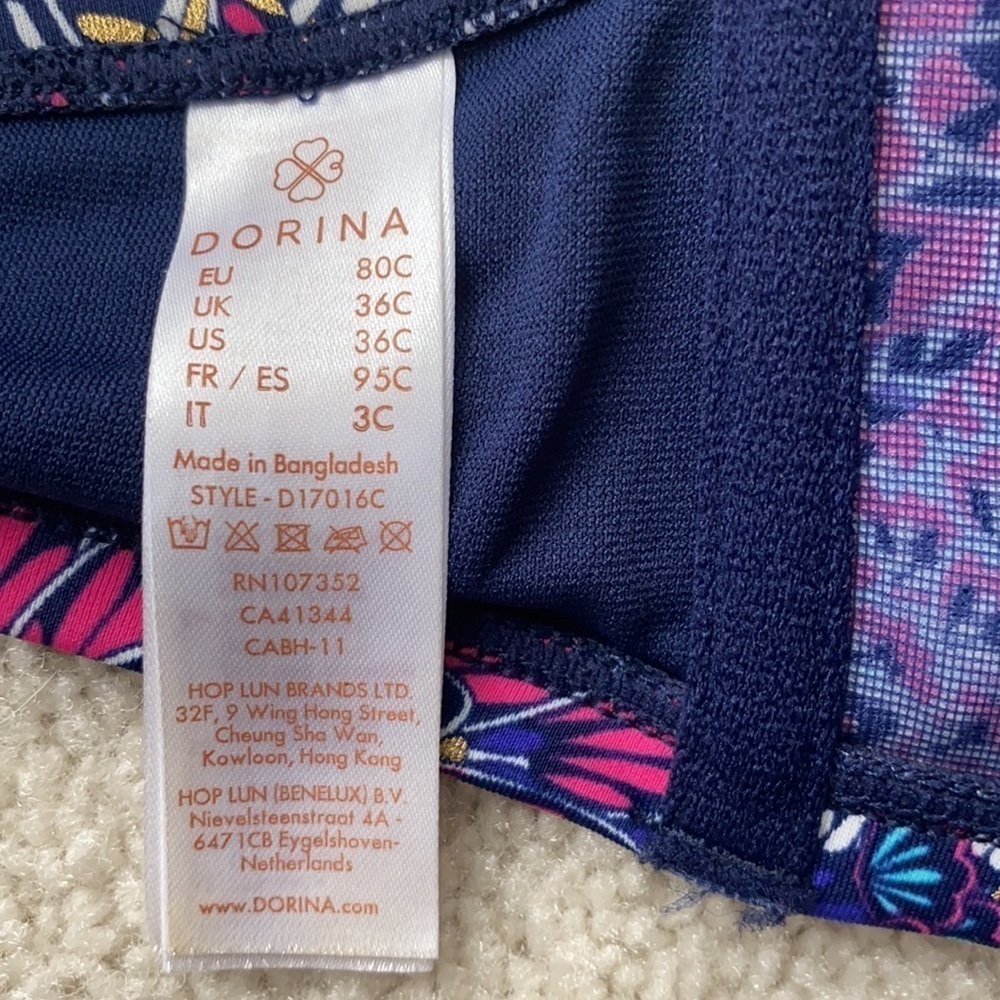 DORINA
EU 80C
UK 36C
US 36C
FR / ES 95C
IT 3C
Made in Bangladesh
STYLE - D17016C
RN107352
CA41344
CABH-11
HOP LUN BRANDS LTD.
32F, 9 Wing Hong Street,
Cheung Sha Wan,
Kowloon, Hong Kong
HOP LUN (BENELUX) B.V.
Nievelsteenstraat 4A -
6471CB Eygelshoven-
Netherlands
www.DORINA.com